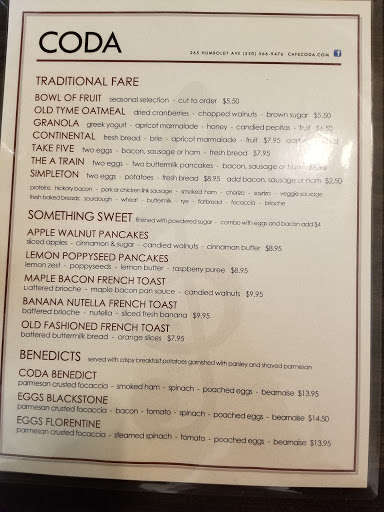 CODA
265 HUMBOLDT AVE (530) 566-9476 CAFECODA.COM
TRADITIONAL FARE
BOWL OF FRUIT seasonal selection - cut to order $5.50
OLD TYME OATMEAL dried cranberries - chopped walnuts - brown sugar $5.50
GRANOLA greek yogurt - apricot marmalade - honey - candied pepitas - fruit $6.50
CONTINENTAL fresh bread - brie - apricot marmalade - fruit $7.95 add
TAKE FIVE two eggs - bacon, sausage or ham - fresh bread $7.95
THE A TRAIN two eggs - two buttermilk pancakes - bacon, sausage or ham
SIMPLETON two eggs - potatoes - fresh bread $8.95 add bacon, sausage or ham $2.50
proteins: hickory bacon - pork or chicken link sausage - smoked ham - chorizo - soyrizo - veggie sausage
fresh baked breads: sourdough - wheat - buttermilk - rye - flatbread - focaccia - brioche
SOMETHING SWEET finished with powdered sugar - combo with eggs and bacon add $4
APPLE WALNUT PANCAKES
sliced apples - cinnamon & sugar - candied walnuts - cinnamon butter $8.95
LEMON POPPYSEED PANCAKES
lemon zest - poppyseeds - lemon butter - raspberry puree $8.95
MAPLE BACON FRENCH TOAST
battered brioche - maple bacon pan sauce - candied walnuts $9.95
BANANA NUTELLA FRENCH TOAST
battered brioche - nutella - sliced fresh banana $9.95
OLD FASHIONED FRENCH TOAST
battered buttermilk bread - orange slices $7.95
BENEDICTS served with crispy breakfast potatoes garnished with parsley and shaved parmesan
CODA BENEDICT
parmesan crusted focaccia - smoked ham - spinach - poached eggs - bearnaise $13.95
EGGS BLACKSTONE
parmesan crusted focaccia - bacon - tomato - spinach - poached eggs - bearnaise $14.50
EGGS FLORENTINE
parmesan crusted focaccia - steamed spinach - tomato - poached eggs - bearnaise $13.95